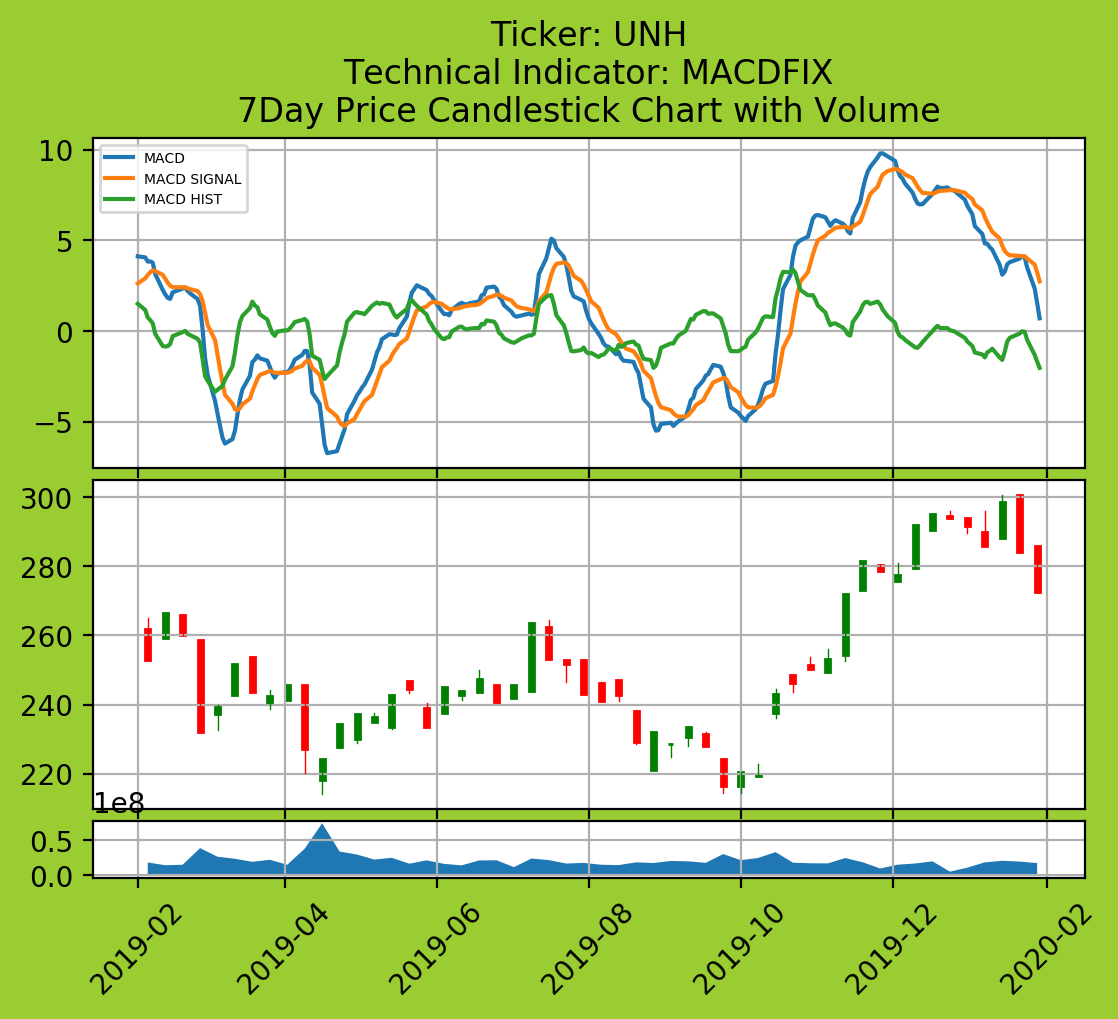 Ticker: UNH
Technical Indicator: MACDFIX
7Day Price Candlestick Chart with Volume
MACD
MACD SIGNAL
MACD HIST
10
5
0
−5
300
280
260
240
220
1e8
0.5
0.0
2019-02
2019-04
2019-06
2019-08
2019-10
2019-12
2020-02